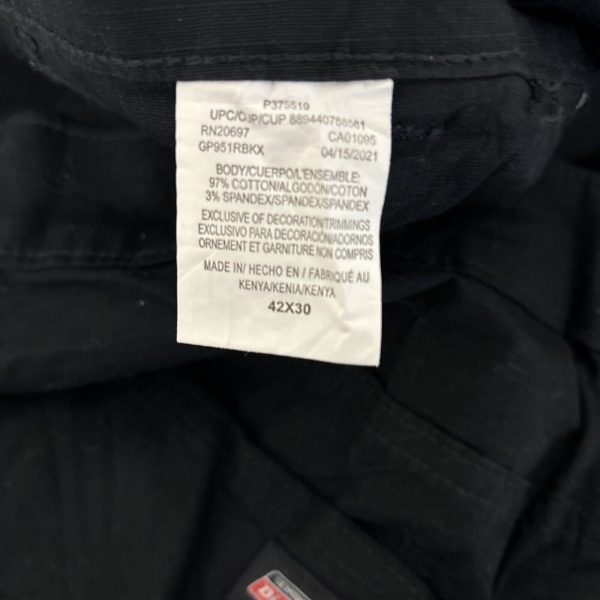 P375519
UPC/CIP/CUP 889440768561
RN20697 CA01095
GP951RBKX 04/15/2021
BODY/CUERPO/L'ENSEMBLE:
97% COTTON/ALGODÓN/COTON
3% SPANDEX/SPANDEX/SPANDEX
EXCLUSIVE OF DECORATION/TRIMMINGS
EXCLUSIVO PARA DECORACIÓN/ADORNOS
ORNEMENT ET GARNITURE NON COMPRIS
MADE IN/ HECHO EN / FABRIQUÉ AU
KENYA/KENIA/KENYA
42X30